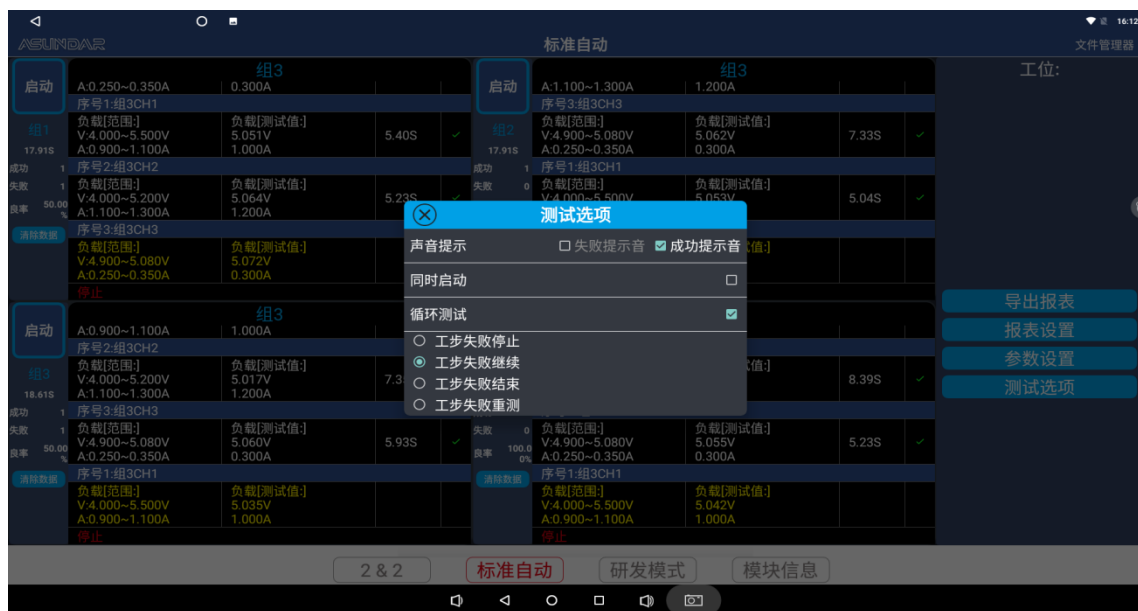 16:12
ASUNDAR
标准自动
文件管理器
启动
组3
A:0.250~0.350A
0.300A
序号1:组3CH1
组1
17.91S
负载[范围:]
负载[测试值:]
V:4.000~5.500V
5.051V
5.40S
A:0.900~1.100A
1.000A
成功 1
序号2:组3CH2
失败 1
负载[范围:]
负载[测试值:]
良率 50.00%
V:4.000~5.200V
5.064V
5.23S
A:1.100~1.300A
1.200A
清除数据
序号3:组3CH3
负载[范围:]
负载[测试值:]
V:4.900~5.080V
5.072V
A:0.250~0.350A
0.300A
停止
启动
组3
A:1.100~1.300A
1.200A
序号3:组3CH3
组2
17.91S
负载[范围:]
负载[测试值:]
V:4.900~5.080V
5.062V
7.33S
A:0.250~0.350A
0.300A
成功 1
序号1:组3CH1
失败 0
负载[范围:]
负载[测试值:]
V:4.000~5.500V
5.053V
5.04S
值:]
工位:
导出报表
报表设置
参数设置
测试选项
测试选项
声音提示
失败提示音
成功提示音
同时启动
循环测试
工步失败停止
工步失败继续
工步失败结束
工步失败重测
启动
组3
A:0.900~1.100A
1.000A
序号2:组3CH2
组3
18.61S
负载[范围:]
负载[测试值:]
V:4.000~5.200V
5.017V
7.3
A:1.100~1.300A
1.200A
成功 1
序号3:组3CH3
失败 1
负载[范围:]
负载[测试值:]
良率 50.00%
V:4.900~5.080V
5.060V
5.93S
A:0.250~0.350A
0.300A
清除数据
序号1:组3CH1
负载[范围:]
负载[测试值:]
V:4.000~5.500V
5.035V
A:0.900~1.100A
1.000A
停止
值:]
8.39S
失败 0
负载[范围:]
负载[测试值:]
良率 100.00%
V:4.900~5.080V
5.055V
5.23S
A:0.250~0.350A
0.300A
清除数据
序号1:组3CH1
负载[范围:]
负载[测试值:]
V:4.000~5.500V
5.042V
A:0.900~1.100A
1.000A
停止
2 & 2
标准自动
研发模式
模块信息